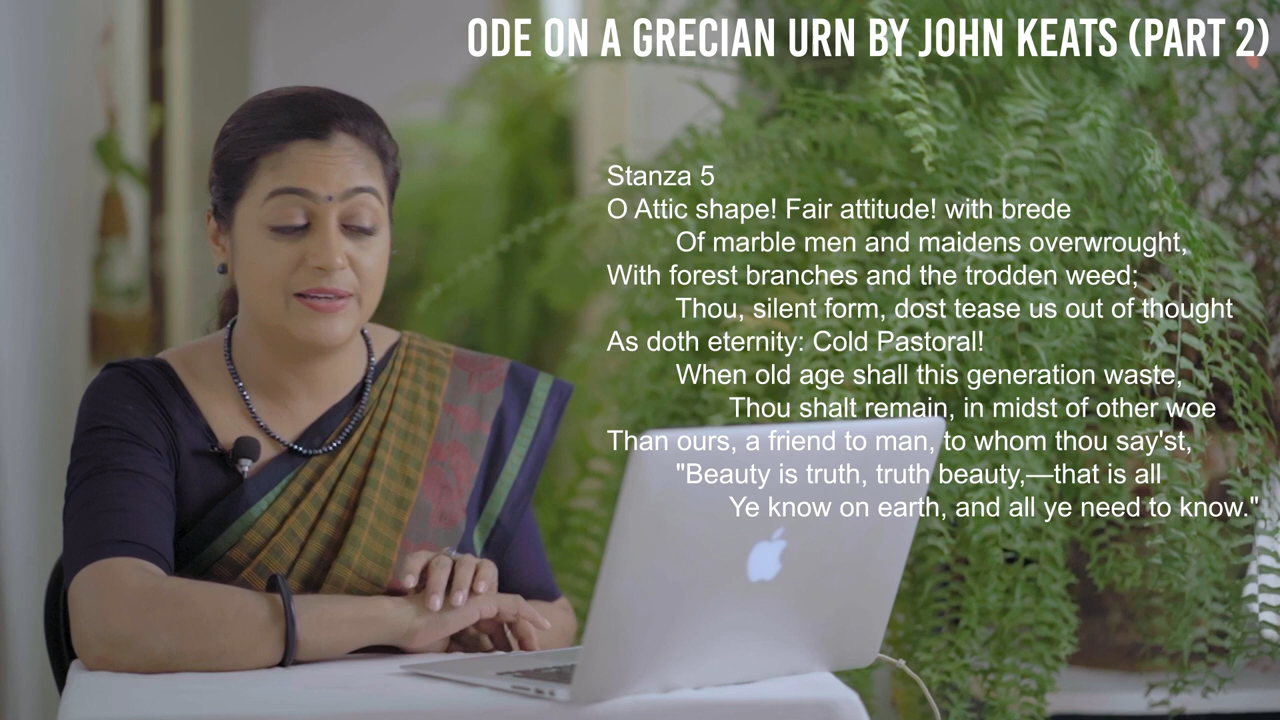 ODE ON A GRECIAN URN BY JOHN KEATS (PART 2)
Stanza 5
O Attic shape! Fair attitude! with brede
Of marble men and maidens overwrought,
With forest branches and the trodden weed;
Thou, silent form, dost tease us out of thought
As doth eternity: Cold Pastoral!
When old age shall this generation waste,
Thou shalt remain, in midst of other woe
Than ours, a friend to man, to whom thou say'st,
"Beauty is truth, truth beauty,—that is all
Ye know on earth, and all ye need to know."